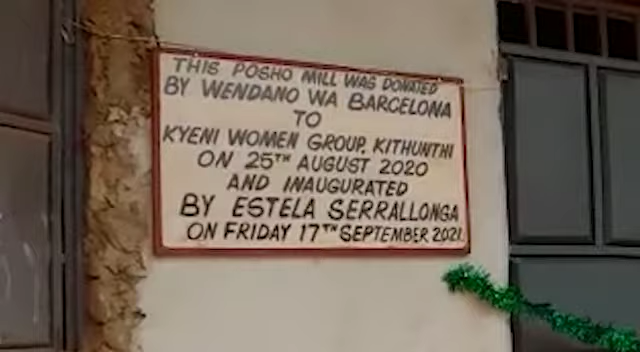 THIS POSHO MILL WAS DONATED
BY WENDANO WA BARCELONA
TO
KYENI WOMEN GROUP, KITHUNTHI
ON 25TH AUGUST 2020
AND INAUGURATED
BY ESTELA SERRALLONGA
ON FRIDAY 17TH SEPTEMBER 2021.